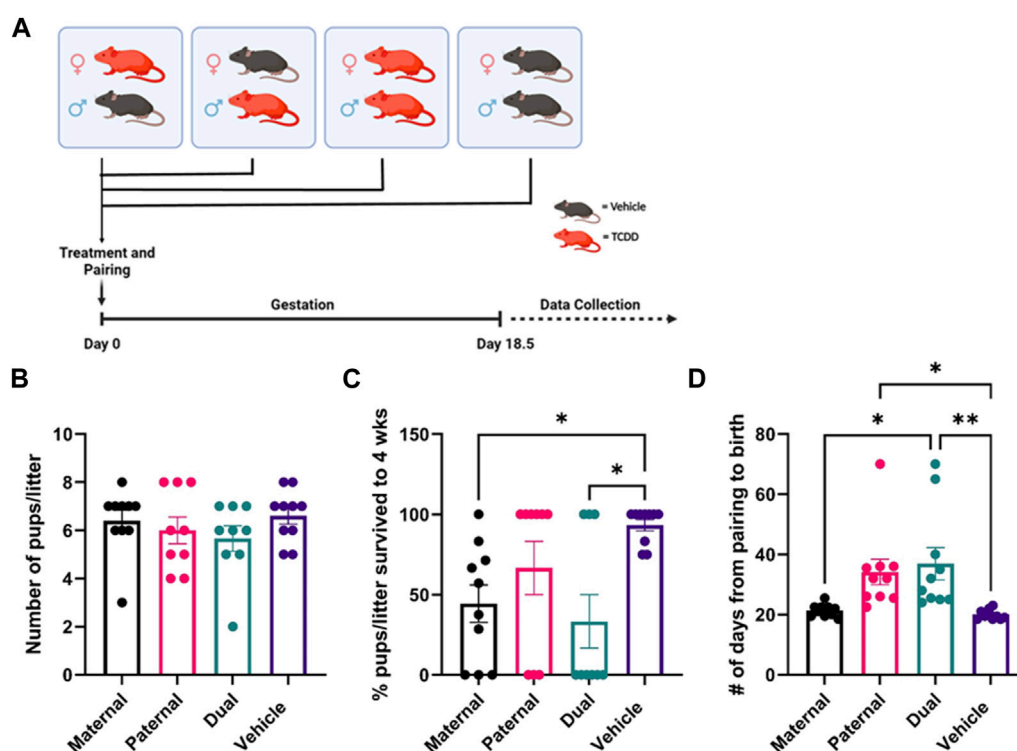 A
♀ ♀ ♀ ♀
♂ ♂ ♂ ♂
= Vehicle
= TCDD
Treatment and
Pairing
Gestation
Data Collection
Day 0
Day 18.5
B
Number of pups/litter
10
8
6
4
2
0
Maternal
Paternal
Dual
Vehicle
C
% pups/litter survived to 4 wks
150
100
50
0
*
*
Maternal
Paternal
Dual
Vehicle
D
# of days from pairing to birth
80
60
40
20
0
*
*
**
Maternal
Paternal
Dual
Vehicle